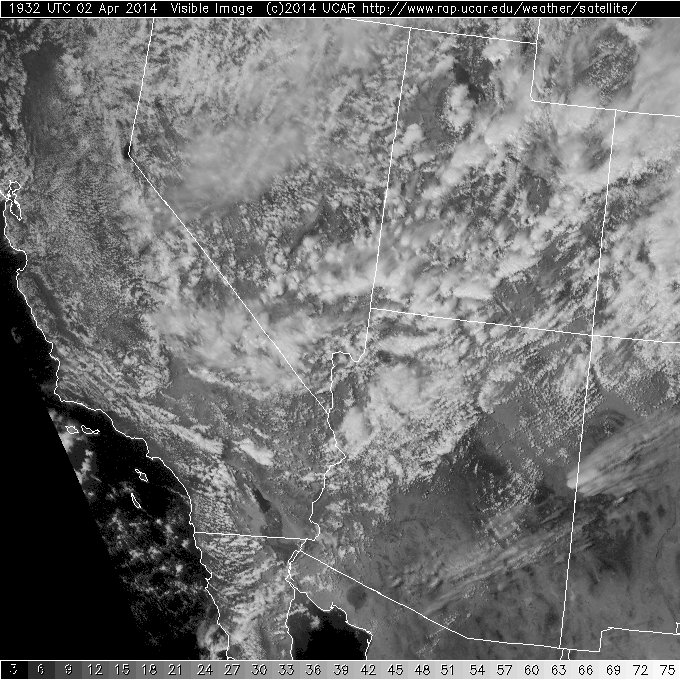 1932 UTC 02 Apr 2014 Visible Image (c)2014 UCAR http://www.rap.ucar.edu/weather/satellite/
3 6 9 12 15 18 21 24 27 30 33 36 39 42 45 48 51 54 57 60 63 66 69 72 75